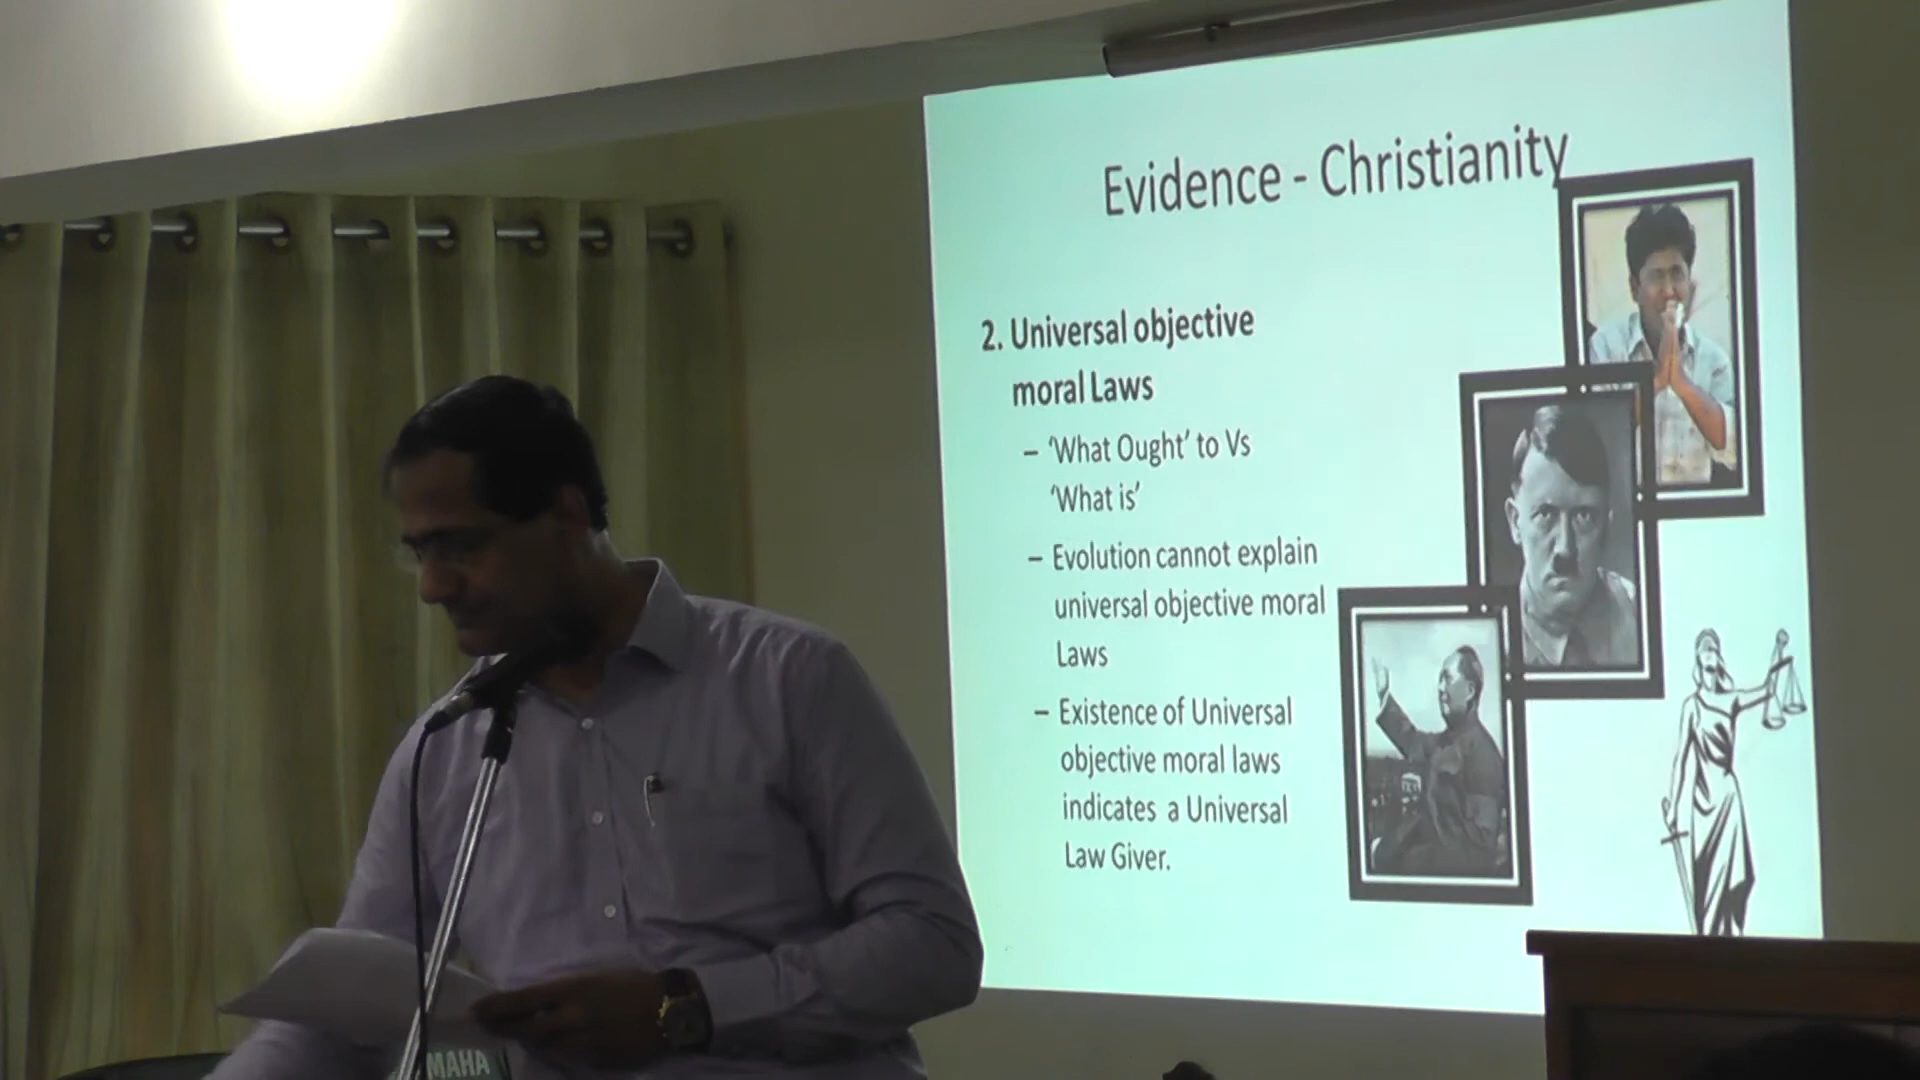 Evidence - Christianity
2. Universal objective
moral Laws
– ‘What Ought’ to Vs
‘What is’
– Evolution cannot explain
universal objective moral
Laws
– Existence of Universal
objective moral laws
indicates a Universal
Law Giver.
MAHA